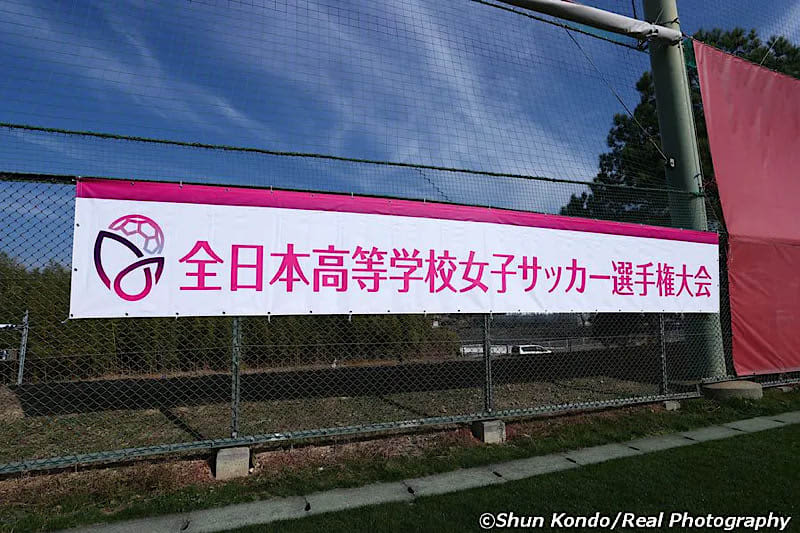 全日本高等学校女子サッカー選手権大会
©Shun Kondo/Real Photography